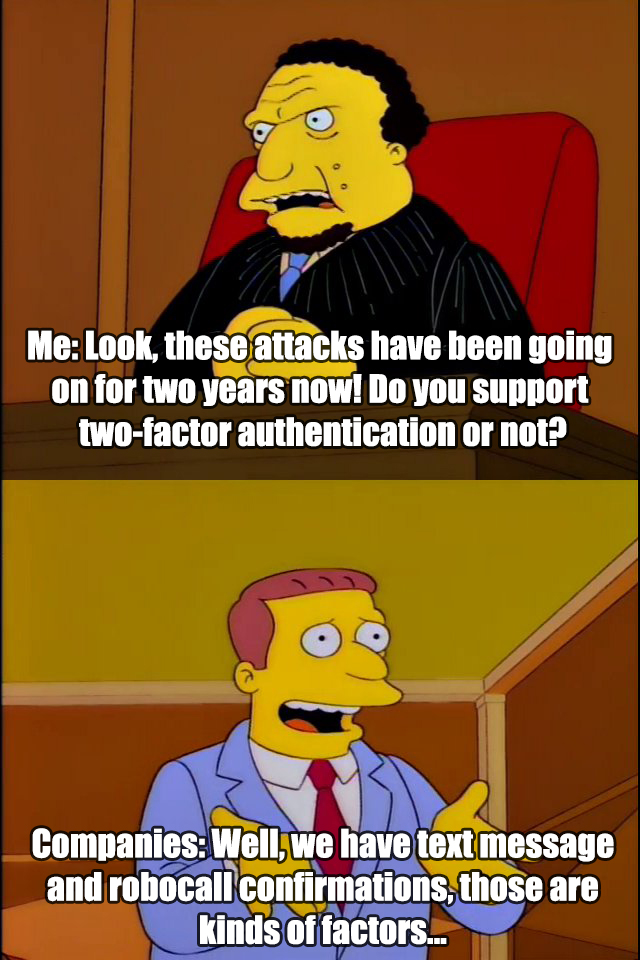 Me: Look, these attacks have been going
on for two years now! Do you support
two-factor authentication or not?
Companies: Well, we have text message
and robocall confirmations, those are
kinds of factors...